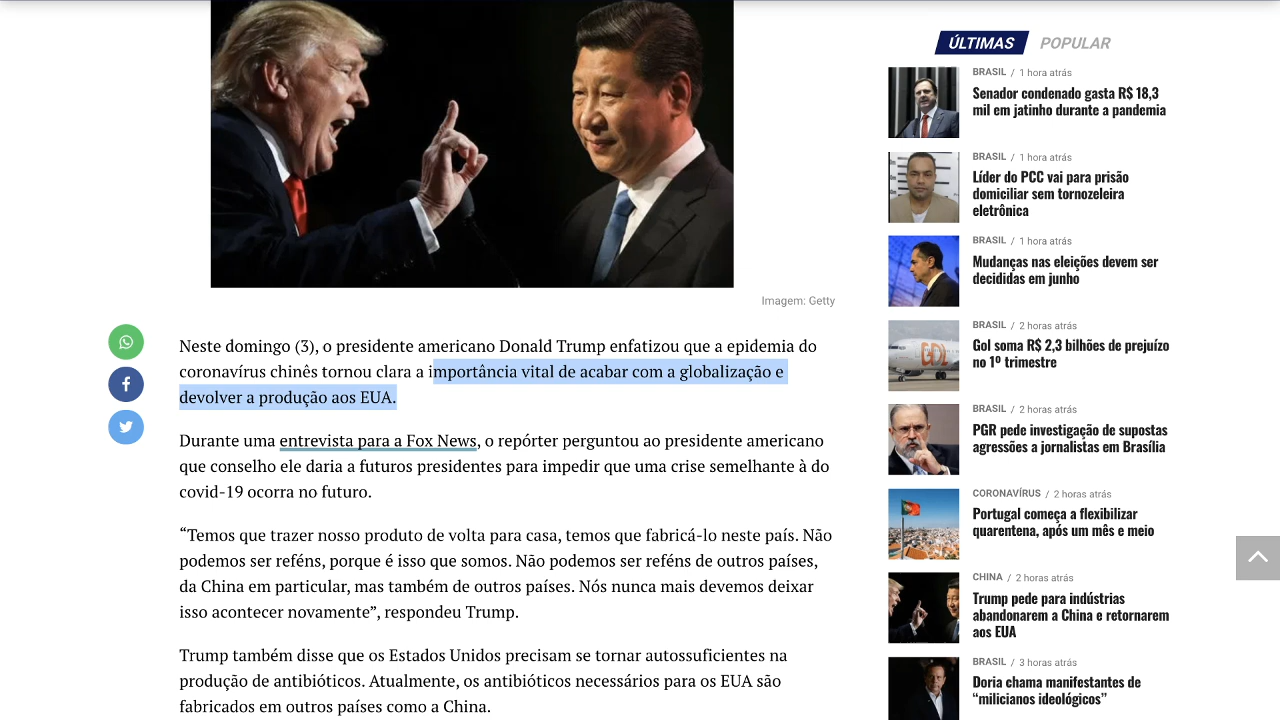 Imagem: Getty
Neste domingo (3), o presidente americano Donald Trump enfatizou que a epidemia do
coronavírus chinês tornou clara a importância vital de acabar com a globalização e
devolver a produção aos EUA.
Durante uma entrevista para a Fox News, o repórter perguntou ao presidente americano
que conselho ele daria a futuros presidentes para impedir que uma crise semelhante à do
covid-19 ocorra no futuro.
“Temos que trazer nosso produto de volta para casa, temos que fabricá-lo neste país. Não
podemos ser reféns, porque é isso que somos. Não podemos ser reféns de outros países,
da China em particular, mas também de outros países. Nós nunca mais devemos deixar
isso acontecer novamente”, respondeu Trump.
Trump também disse que os Estados Unidos precisam se tornar autossuficientes na
produção de antibióticos. Atualmente, os antibióticos necessários para os EUA são
fabricados em outros países como a China.
ÚLTIMAS POPULAR
BRASIL / 1 hora atrás
Senador condenado gasta R$ 18,3
mil em jatinho durante a pandemia
BRASIL / 1 hora atrás
Líder do PCC vai para prisão
domiciliar sem tornozeleira
eletrônica
BRASIL / 1 hora atrás
Mudanças nas eleições devem ser
decididas em junho
BRASIL / 2 horas atrás
Gol soma R$ 2,3 bilhões de prejuízo
no 1º trimestre
GOL
BRASIL / 2 horas atrás
PGR pede investigação de supostas
agressões a jornalistas em Brasília
CORONAVÍRUS / 2 horas atrás
Portugal começa a flexibilizar
quarentena, após um mês e meio
CHINA / 2 horas atrás
Trump pede para indústrias
abandonarem a China e retornarem
aos EUA
BRASIL / 3 horas atrás
Doria chama manifestantes de
“milicianos ideológicos”